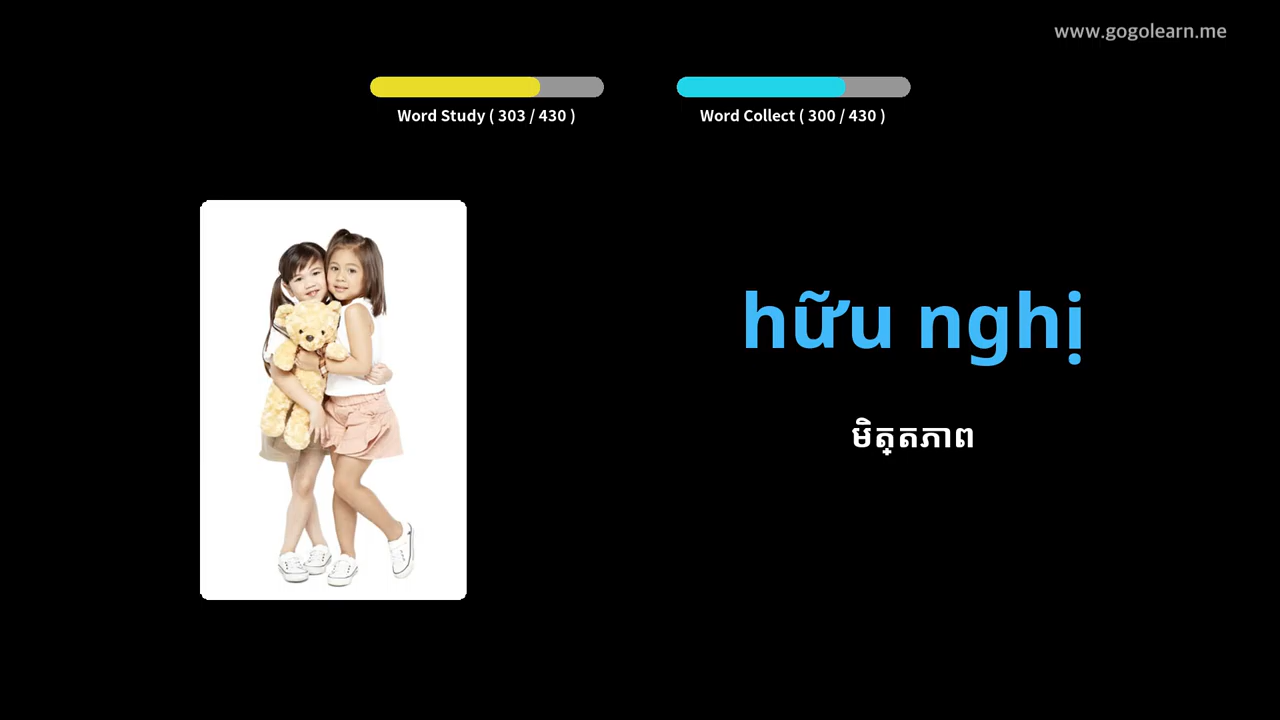 www.gogolearn.me
Word Study ( 303 / 430 )
Word Collect ( 300 / 430 )
hữu nghị
មិត្តភាព